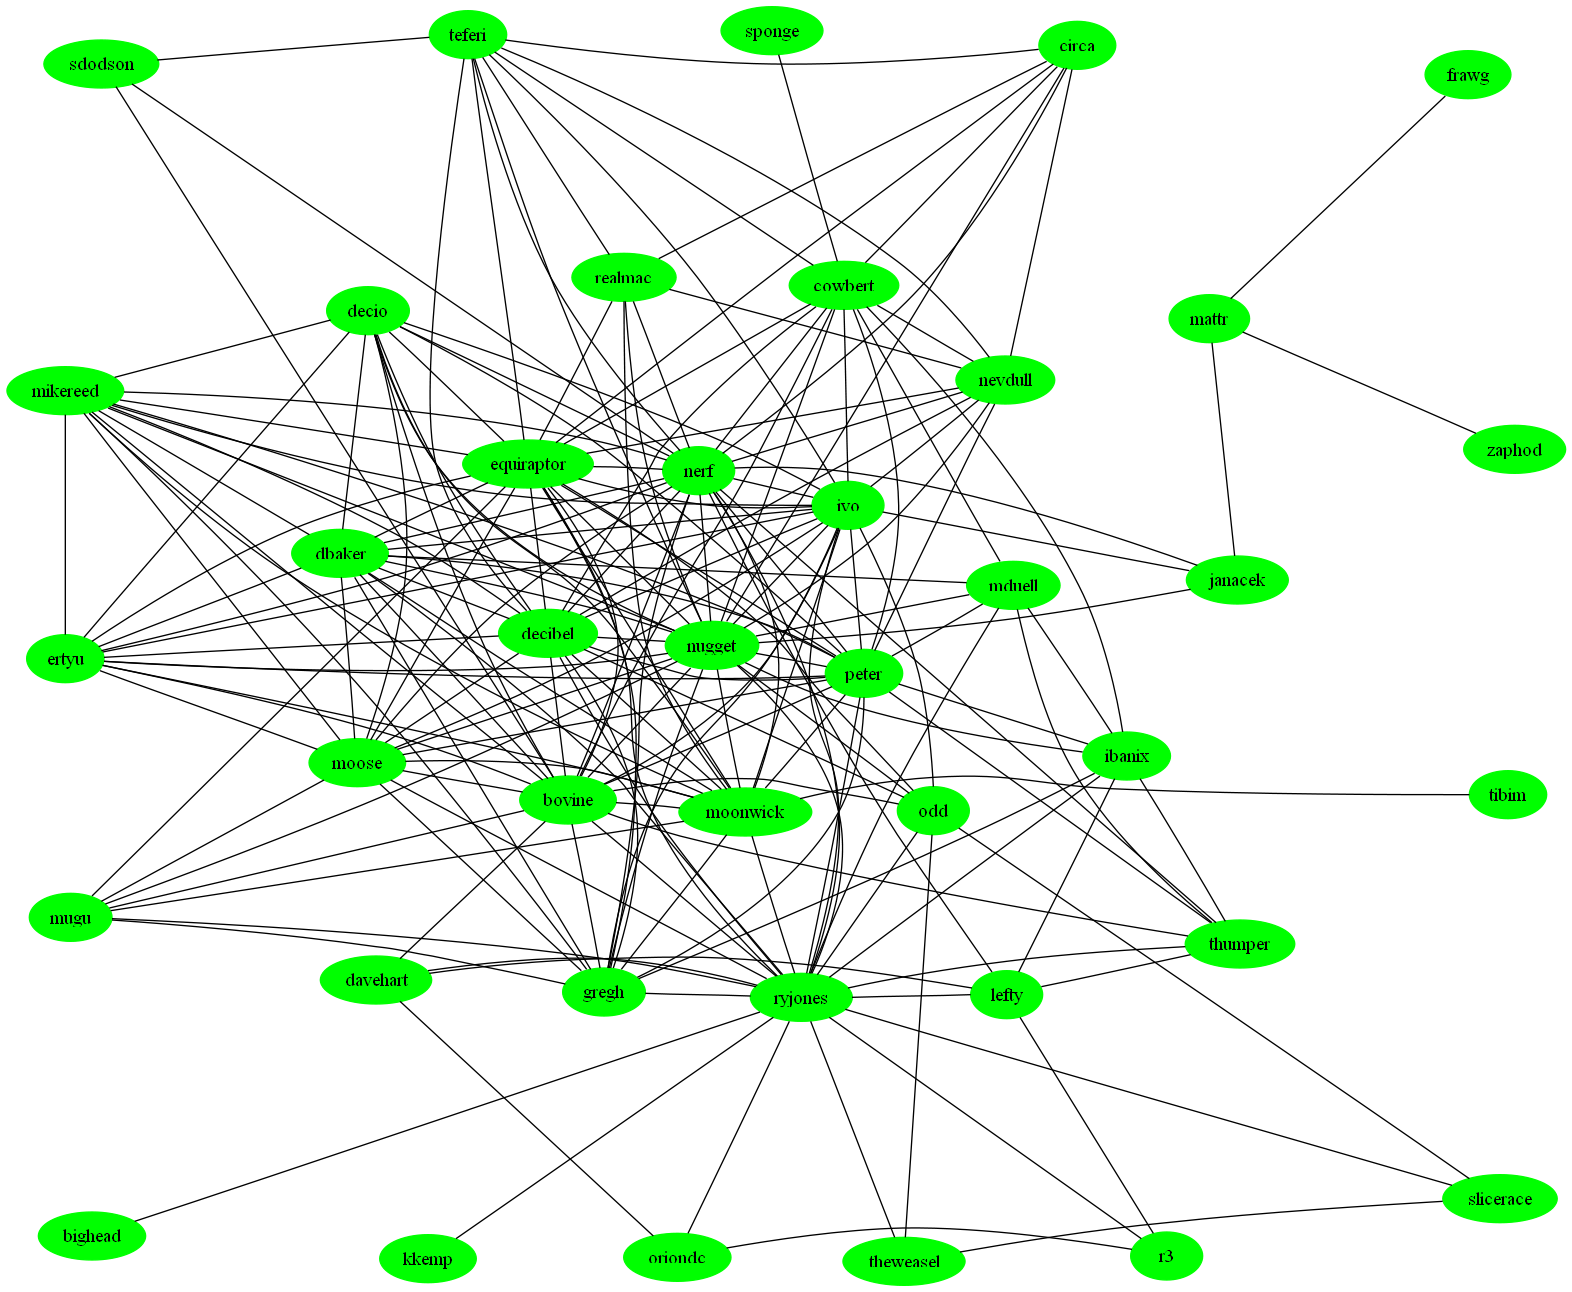 teferi
sponge
circa
sdodson
frawg
realmac
cowbert
decio
mattr
mikereed
nevdull
equiraptor
nerf
zaphod
ivo
dbaker
mduell
janacek
decibel
nugget
ertyu
peter
moose
ibanix
bovine
moonwick
odd
tibim
mugu
thumper
davehart
gregh
ryjones
lefty
slicerace
bighead
kkemp
oriondc
theweasel
r3